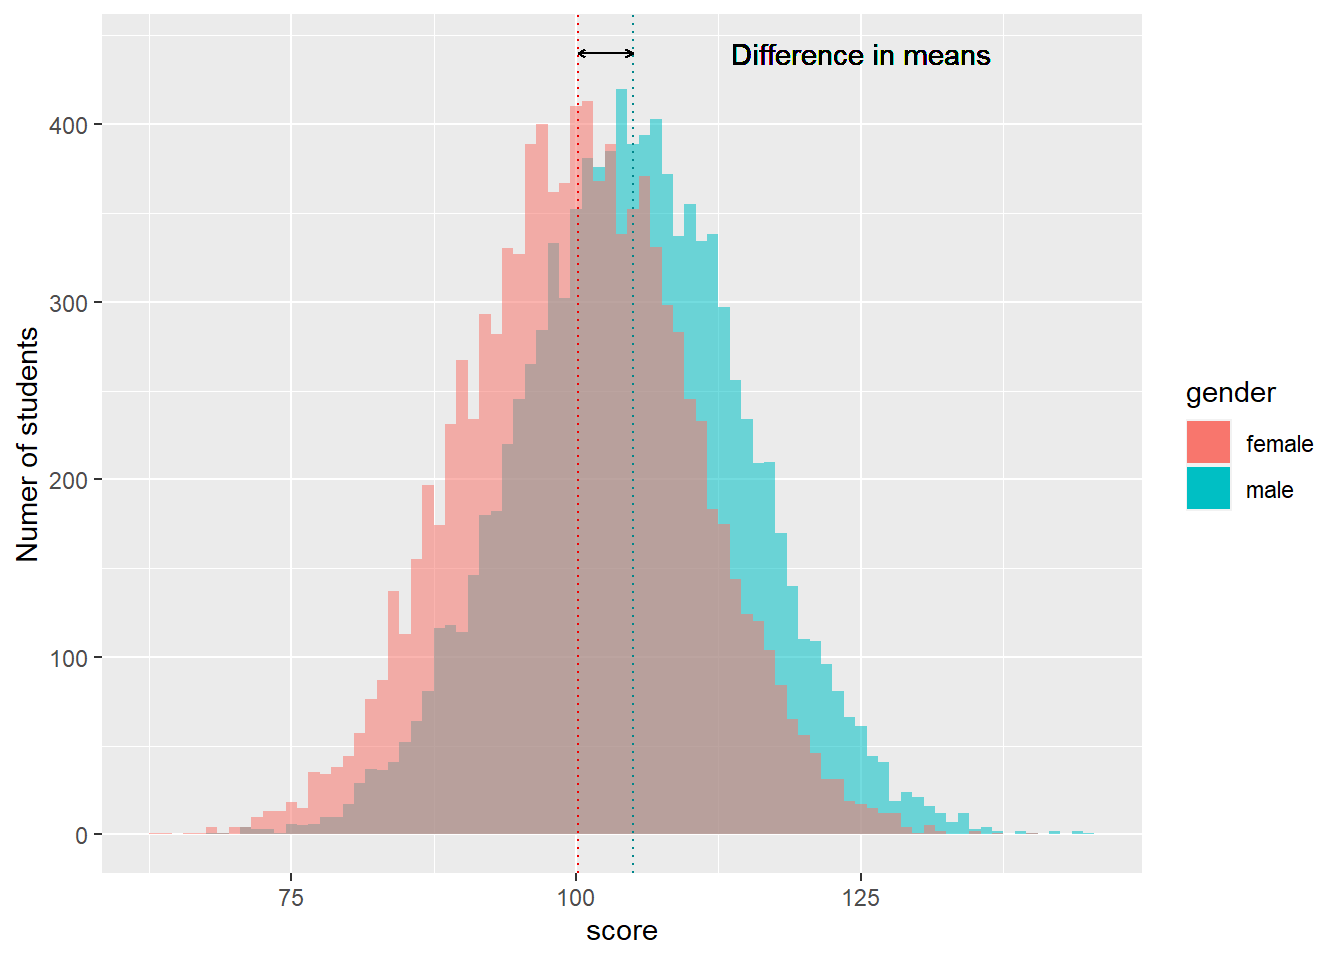 Difference in means
400
300
200
100
0
Numer of students
75 100 125
score
gender
female
male